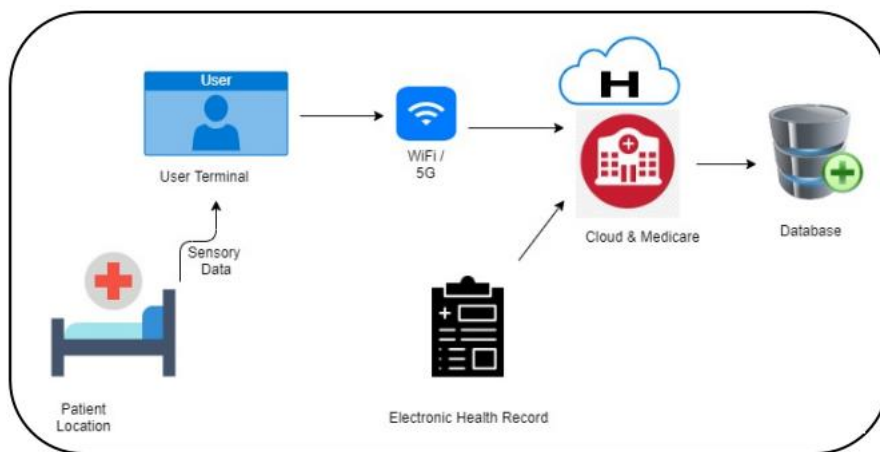 User
User Terminal
WiFi /
5G
H
Cloud & Medicare
Database
Sensory
Data
Patient
Location
Electronic Health Record